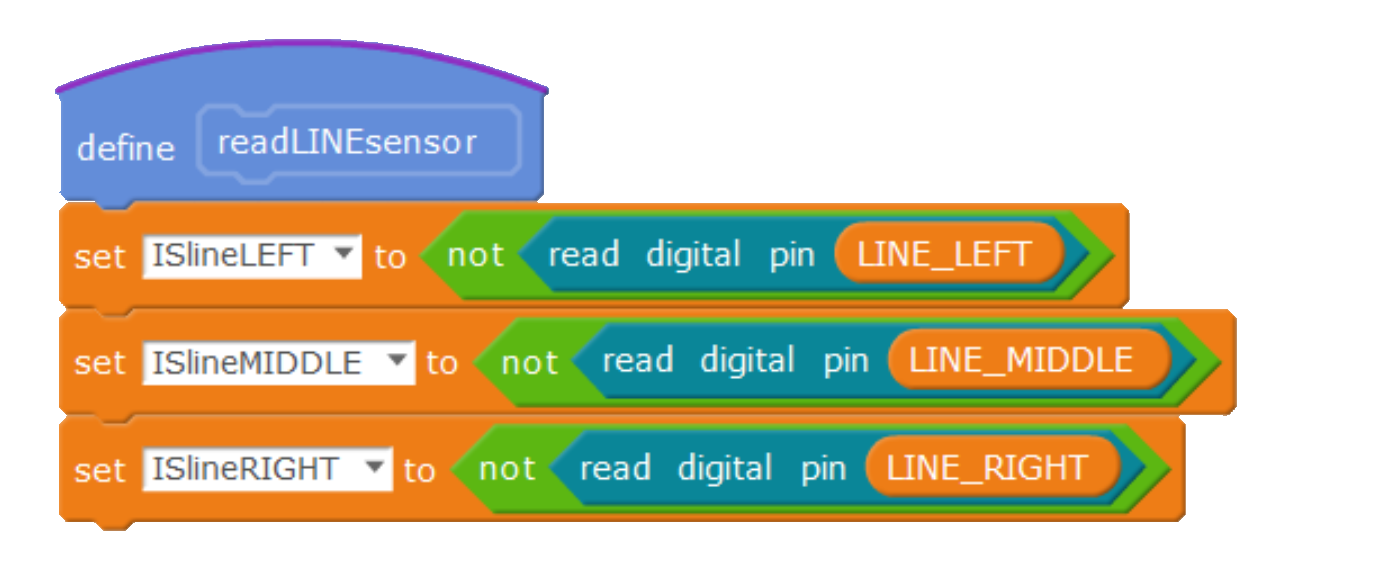 define readLINEsensor
set ISlineLEFT to not read digital pin LINE_LEFT
set ISlineMIDDLE to not read digital pin LINE_MIDDLE
set ISlineRIGHT to not read digital pin LINE_RIGHT